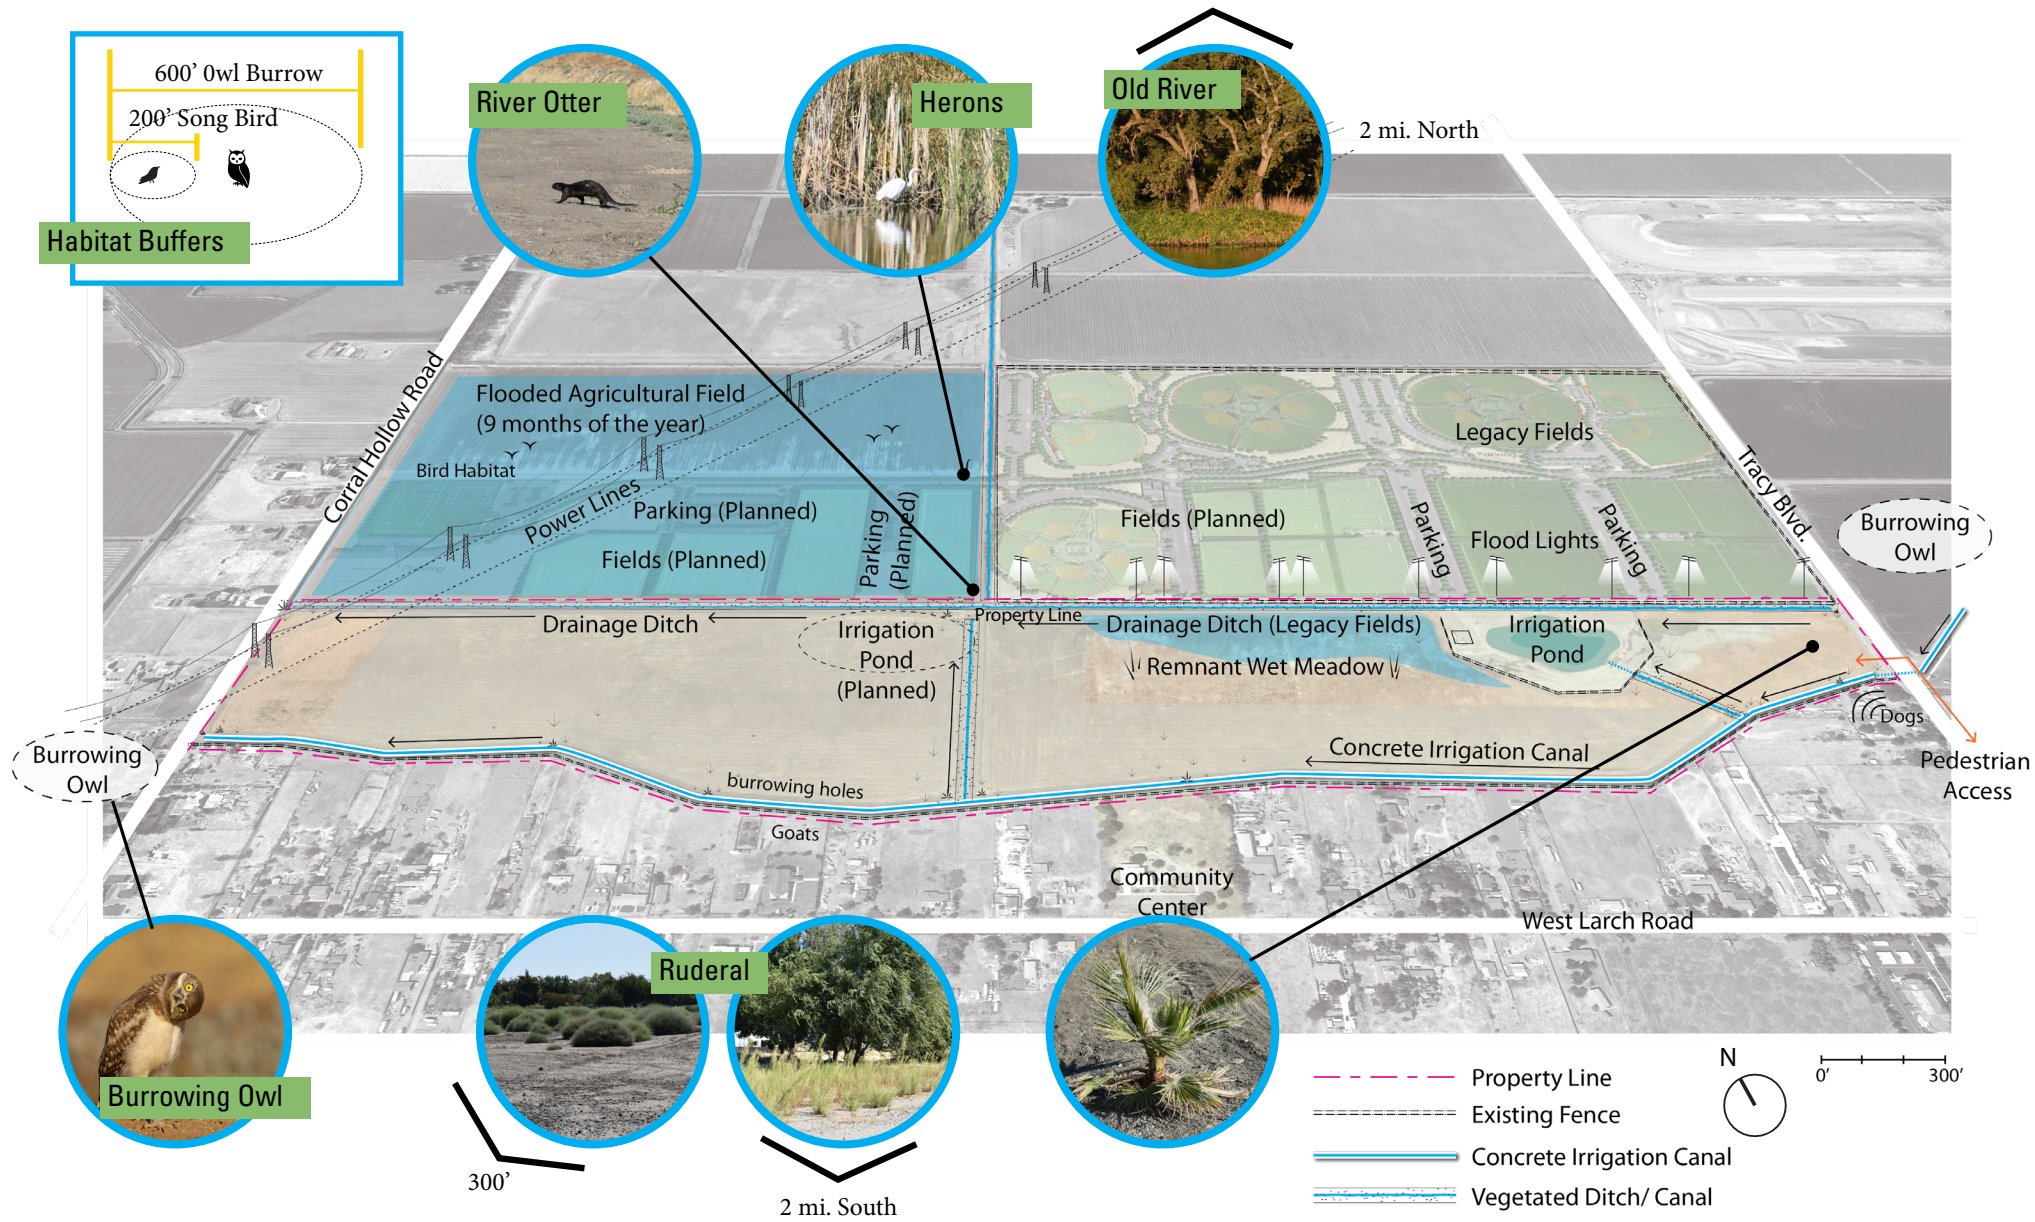 600’ 0wl Burrow
200’ Song Bird
Habitat Buffers
River Otter
Herons
Old River
2 mi. North
Flooded Agricultural Field
(9 months of the year)
Bird Habitat
Corral Hollow Road
Power Lines
Parking (Planned)
Parking
(Planned)
Fields (Planned)
Legacy Fields
Fields (Planned)
Parking
Flood Lights
Parking
Tracy Blvd.
Burrowing
Owl
Property Line
Drainage Ditch
Irrigation
Pond
(Planned)
Drainage Ditch (Legacy Fields)
Remnant Wet Meadow
Irrigation
Pond
Dogs
Pedestrian
Access
Burrowing
Owl
Concrete Irrigation Canal
burrowing holes
Goats
Community
Center
West Larch Road
Burrowing Owl
Ruderal
300’
2 mi. South
Property Line
Existing Fence
Concrete Irrigation Canal
Vegetated Ditch/ Canal
N
0'
300'